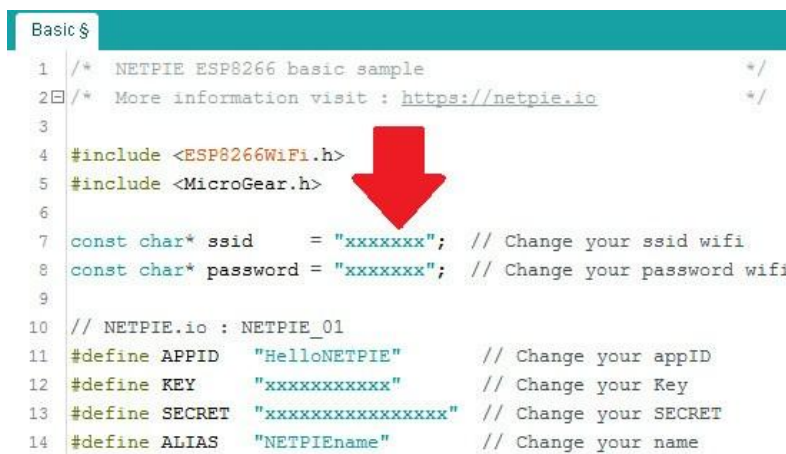 Basic §
1 /* NETPIE ESP8266 basic sample */
2 /* More information visit : https://netpie.io */
3
4 #include <ESP8266WiFi.h>
5 #include <MicroGear.h>
6
7 const char* ssid = "xxxxxxx"; // Change your ssid wifi
8 const char* password = "xxxxxxx"; // Change your password wifi
9
10 // NETPIE.io : NETPIE_01
11 #define APPID "HelloNETPIE" // Change your appID
12 #define KEY "xxxxxxxxxxx" // Change your Key
13 #define SECRET "xxxxxxxxxxxxxxxx" // Change your SECRET
14 #define ALIAS "NETPIEname" // Change your name